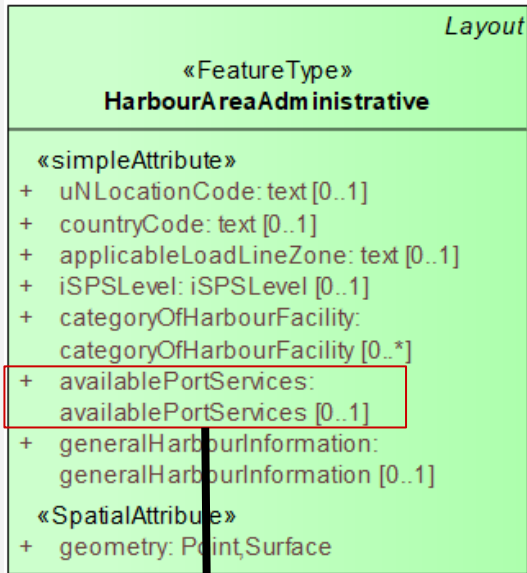 Layout
«FeatureType»
HarbourAreaAdministrative
«simpleAttribute»
+ uNLocationCode: text [0..1]
+ countryCode: text [0..1]
+ applicableLoadLineZone: text [0..1]
+ iSPSLevel: iSPSLevel [0..1]
+ categoryOfHarbourFacility:
categoryOfHarbourFacility [0..*]
+ availablePortServices:
availablePortServices [0..1]
+ generalHarbourInformation:
generalHarbourInformation [0..1]
«SpatialAttribute»
+ geometry: Point,Surface